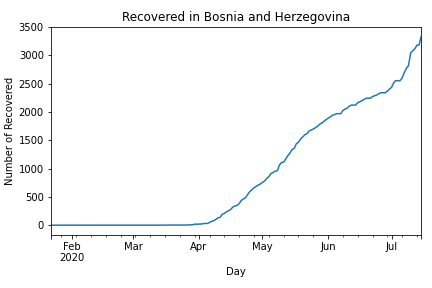 Recovered in Bosnia and Herzegovina
Number of Recovered
3500
3000
2500
2000
1500
1000
500
0
Feb Mar Apr May Jun Jul
2020
Day